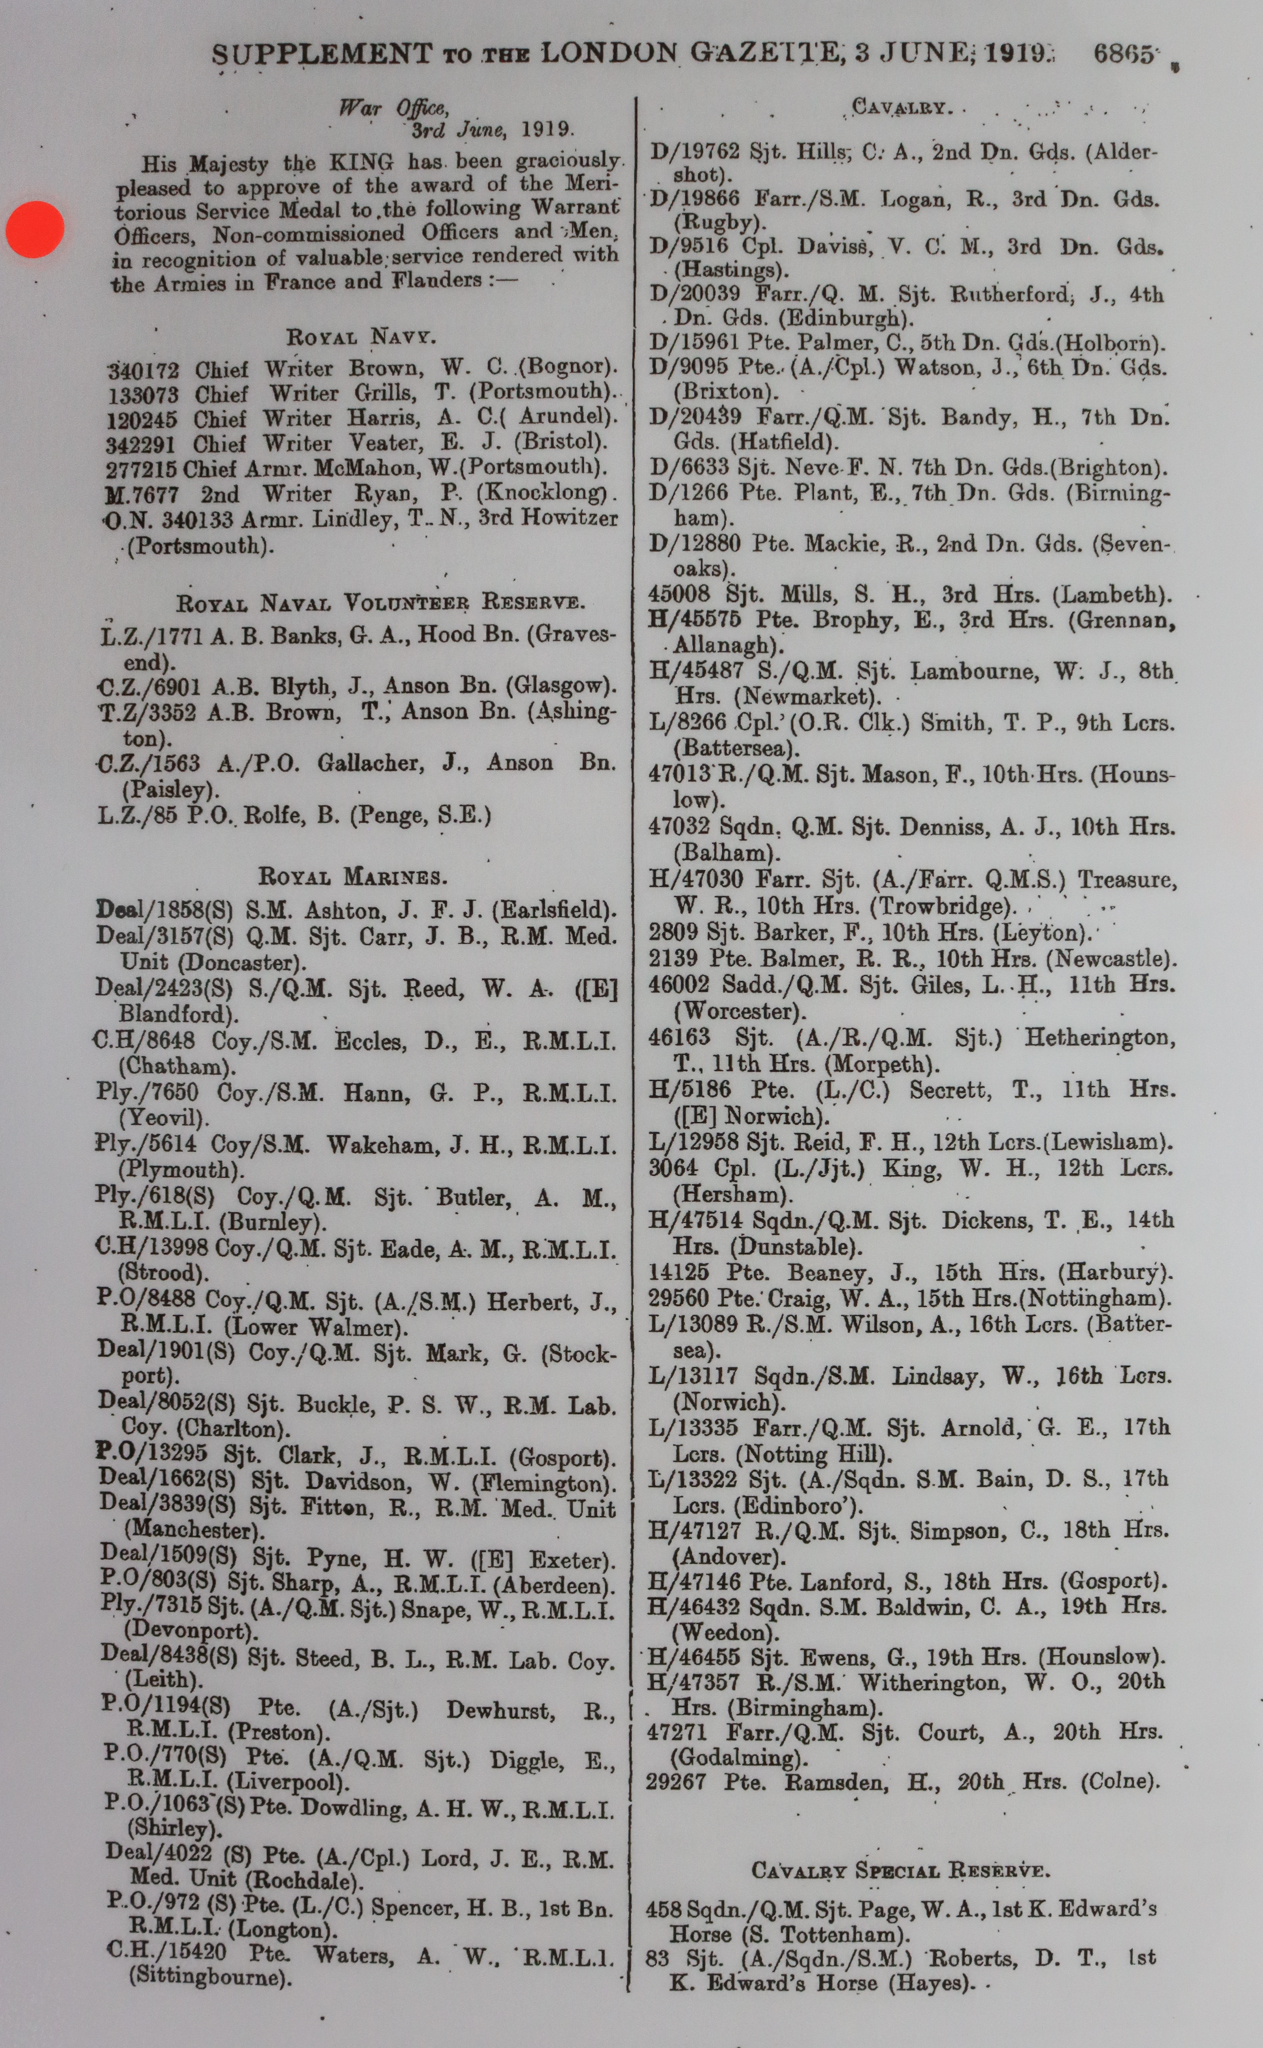 SUPPLEMENT TO THE LONDON GAZETTE, 3 JUNE, 1919. 6865
War Office,
3rd June, 1919.
His Majesty the KING has been graciously
pleased to approve of the award of the Meri-
torious Service Medal to the following Warrant
Officers, Non-commissioned Officers and Men,
in recognition of valuable service rendered with
the Armies in France and Flanders :—
ROYAL NAVY.
340172 Chief Writer Brown, W. C. (Bognor).
133073 Chief Writer Grills, T. (Portsmouth).
120245 Chief Writer Harris, A. C.( Arundel).
342291 Chief Writer Veater, E. J. (Bristol).
277215 Chief Armr. McMahon, W.(Portsmouth).
M.7677 2nd Writer Ryan, P. (Knocklong).
O.N. 340133 Armr. Lindley, T. N., 3rd Howitzer
(Portsmouth).
ROYAL NAVAL VOLUNTEER RESERVE.
L.Z./1771 A. B. Banks, G. A., Hood Bn. (Graves-
end).
C.Z./6901 A.B. Blyth, J., Anson Bn. (Glasgow).
T.Z/3352 A.B. Brown, T., Anson Bn. (Ashing-
ton).
C.Z./1563 A./P.O. Gallacher, J., Anson Bn.
(Paisley).
L.Z./85 P.O. Rolfe, B. (Penge, S.E.)
ROYAL MARINES.
Deal/1858(S) S.M. Ashton, J. F. J. (Earlsfield).
Deal/3157(S) Q.M. Sjt. Carr, J. B., R.M. Med.
Unit (Doncaster).
Deal/2423(S) S./Q.M. Sjt. Reed, W. A. ([E]
Blandford).
C.H/8648 Coy./S.M. Eccles, D., E., R.M.L.I.
(Chatham).
Ply./7650 Coy./S.M. Hann, G. P., R.M.L.I.
(Yeovil).
Ply./5614 Coy/S.M. Wakeham, J. H., R.M.L.I.
(Plymouth).
Ply./618(S) Coy./Q.M. Sjt. Butler, A. M.,
R.M.L.I. (Burnley).
C.H/13998 Coy./Q.M. Sjt. Eade, A. M., R.M.L.I.
(Strood).
P.O/8488 Coy./Q.M. Sjt. (A./S.M.) Herbert, J.,
R.M.L.I. (Lower Walmer).
Deal/1901(S) Coy./Q.M. Sjt. Mark, G. (Stock-
port).
Deal/8052(S) Sjt. Buckle, P. S. W., R.M. Lab.
Coy. (Charlton).
P.O/13295 Sjt. Clark, J., R.M.L.I. (Gosport).
Deal/1662(S) Sjt. Davidson, W. (Flemington).
Deal/3839(S) Sjt. Fitton, R., R.M. Med. Unit
(Manchester).
Deal/1509(S) Sjt. Pyne, H. W. ([E] Exeter).
P.O/803(S) Sjt. Sharp, A., R.M.L.I. (Aberdeen).
Ply./7315 Sjt. (A./Q.M. Sjt.) Snape, W., R.M.L.I.
(Devonport).
Deal/8438(S) Sjt. Steed, B. L., R.M. Lab. Coy.
(Leith).
P.O/1194(S) Pte. (A./Sjt.) Dewhurst, R.,
R.M.L.I. (Preston).
P.O./770(S) Pte. (A./Q.M. Sjt.) Diggle, E.,
R.M.L.I. (Liverpool).
P.O./1063 (S) Pte. Dowdling, A. H. W., R.M.L.I.
(Shirley).
Deal/4022 (S) Pte. (A./Cpl.) Lord, J. E., R.M.
Med. Unit (Rochdale).
P.O./972 (S) Pte. (L./C.) Spencer, H. B., 1st Bn.
R.M.L.I. (Longton).
C.H./15420 Pte. Waters, A. W., R.M.L.I.
(Sittingbourne).
CAVALRY.
D/19762 Sjt. Hills, C. A., 2nd Dn. Gds. (Alder-
shot).
D/19866 Farr./S.M. Logan, R., 3rd Dn. Gds.
(Rugby).
D/9516 Cpl. Daviss, V. C. M., 3rd Dn. Gds.
(Hastings).
D/20039 Farr./Q. M. Sjt. Rutherford, J., 4th
Dn. Gds. (Edinburgh).
D/15961 Pte. Palmer, C., 5th Dn. Gds.(Holborn).
D/9095 Pte. (A./Cpl.) Watson, J., 6th Dn. Gds.
(Brixton).
D/20439 Farr./Q.M. Sjt. Bandy, H., 7th Dn.
Gds. (Hatfield).
D/6633 Sjt. Neve F. N. 7th Dn. Gds.(Brighton).
D/1266 Pte. Plant, E., 7th Dn. Gds. (Birming-
ham).
D/12880 Pte. Mackie, R., 2nd Dn. Gds. (Seven-
oaks).
45008 Sjt. Mills, S. H., 3rd Hrs. (Lambeth).
H/45575 Pte. Brophy, E., 3rd Hrs. (Grennan,
Allanagh).
H/45487 S./Q.M. Sjt. Lambourne, W. J., 8th
Hrs. (Newmarket).
L/8266 Cpl. (O.R. Clk.) Smith, T. P., 9th Lcrs.
(Battersea).
47013 R./Q.M. Sjt. Mason, F., 10th Hrs. (Houns-
low).
47032 Sqdn. Q.M. Sjt. Denniss, A. J., 10th Hrs.
(Balham).
H/47030 Farr. Sjt. (A./Farr. Q.M.S.) Treasure,
W. R., 10th Hrs. (Trowbridge).
2809 Sjt. Barker, F., 10th Hrs. (Leyton).
2139 Pte. Balmer, R. R., 10th Hrs. (Newcastle).
46002 Sadd./Q.M. Sjt. Giles, L. H., 11th Hrs.
(Worcester).
46163 Sjt. (A./R./Q.M. Sjt.) Hetherington,
T., 11th Hrs. (Morpeth).
H/5186 Pte. (L./C.) Secrett, T., 11th Hrs.
([E] Norwich).
L/12958 Sjt. Reid, F. H., 12th Lcrs.(Lewisham).
3064 Cpl. (L./Jjt.) King, W. H., 12th Lcrs.
(Hersham).
H/47514 Sqdn./Q.M. Sjt. Dickens, T. E., 14th
Hrs. (Dunstable).
14125 Pte. Beaney, J., 15th Hrs. (Harbury).
29560 Pte. Craig, W. A., 15th Hrs.(Nottingham).
L/13089 R./S.M. Wilson, A., 16th Lcrs. (Batter-
sea).
L/13117 Sqdn./S.M. Lindsay, W., 16th Lcrs.
(Norwich).
L/13335 Farr./Q.M. Sjt. Arnold, G. E., 17th
Lcrs. (Notting Hill).
L/13322 Sjt. (A./Sqdn. S.M. Bain, D. S., 17th
Lcrs. (Edinboro').
H/47127 R./Q.M. Sjt. Simpson, C., 18th Hrs.
(Andover).
H/47146 Pte. Lanford, S., 18th Hrs. (Gosport).
H/46432 Sqdn. S.M. Baldwin, C. A., 19th Hrs.
(Weedon).
H/46455 Sjt. Ewens, G., 19th Hrs. (Hounslow).
H/47357 R./S.M. Witherington, W. O., 20th
Hrs. (Birmingham).
47271 Farr./Q.M. Sjt. Court, A., 20th Hrs.
(Godalming).
29267 Pte. Ramsden, H., 20th Hrs. (Colne).
CAVALRY SPECIAL RESERVE.
458 Sqdn./Q.M. Sjt. Page, W. A., 1st K. Edward's
Horse (S. Tottenham).
83 Sjt. (A./Sqdn./S.M.) Roberts, D. T., 1st
K. Edward's Horse (Hayes).